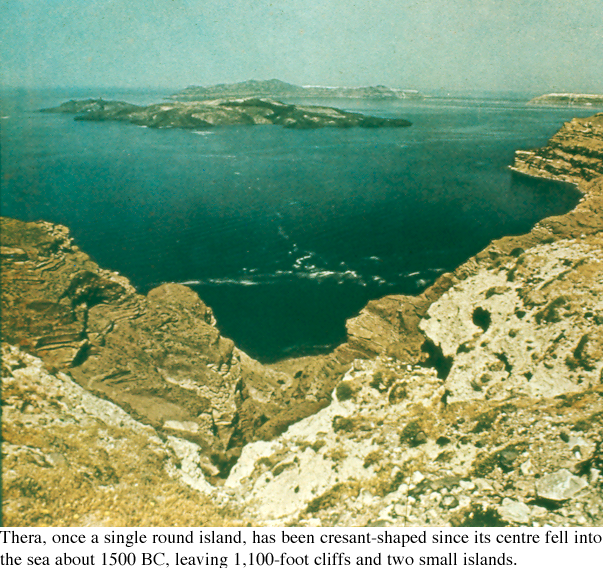 Thera, once a single round island, has been cresant-shaped since its centre fell into
the sea about 1500 BC, leaving 1,100-foot cliffs and two small islands.